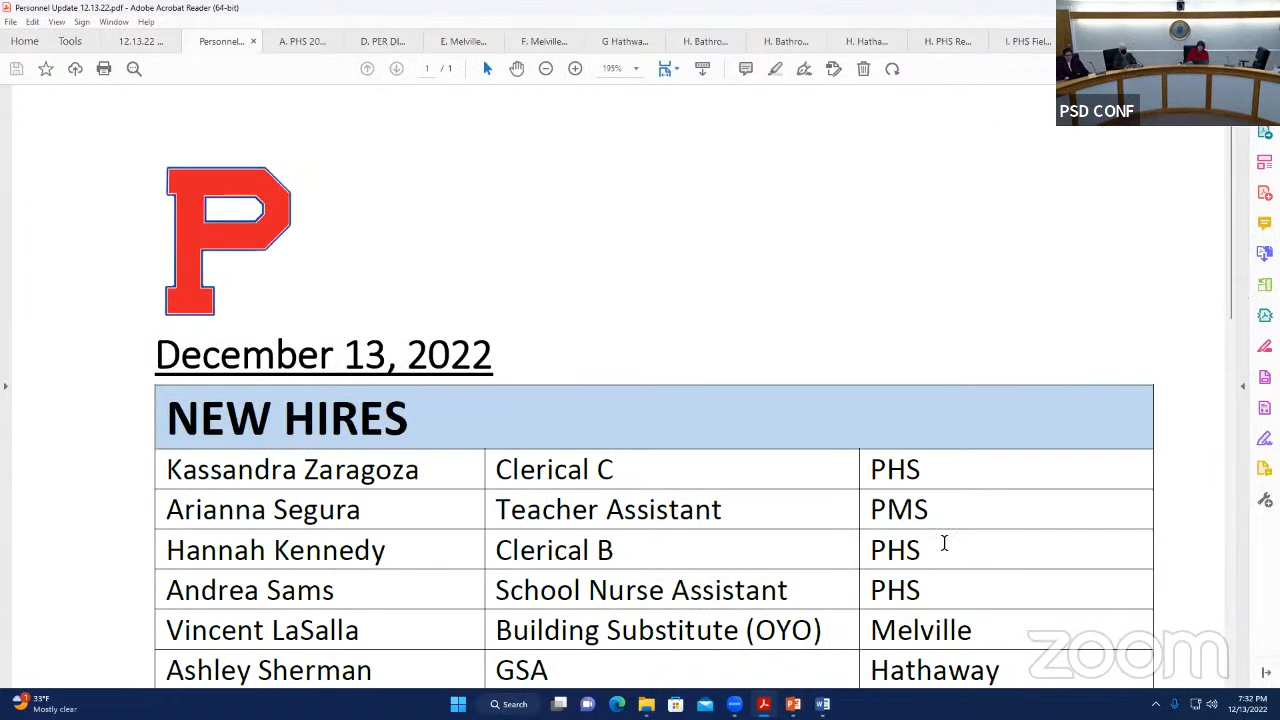 Personnel Update 12.13.22.pdf - Adobe Acrobat Reader (64-bit)
File Edit View Sign Window Help
Home Tools 12.13.22 ... Personnel... × A. PHS 20... D. PER DI... E. Melville... F. Melville... G Hathwa... H. Bathro... H. Bathro... H. Hatha... H. PHS Re... I. PHS Fiel...
1 / 1 195%
PSD CONF
P
December 13, 2022
NEW HIRES
Kassandra Zaragoza Clerical C PHS
Arianna Segura Teacher Assistant PMS
Hannah Kennedy Clerical B PHS
Andrea Sams School Nurse Assistant PHS
Vincent LaSalla Building Substitute (OYO) Melville
Ashley Sherman GSA Hathaway
zoom
33°F
Mostly clear
Search
7:32 PM
12/13/2022